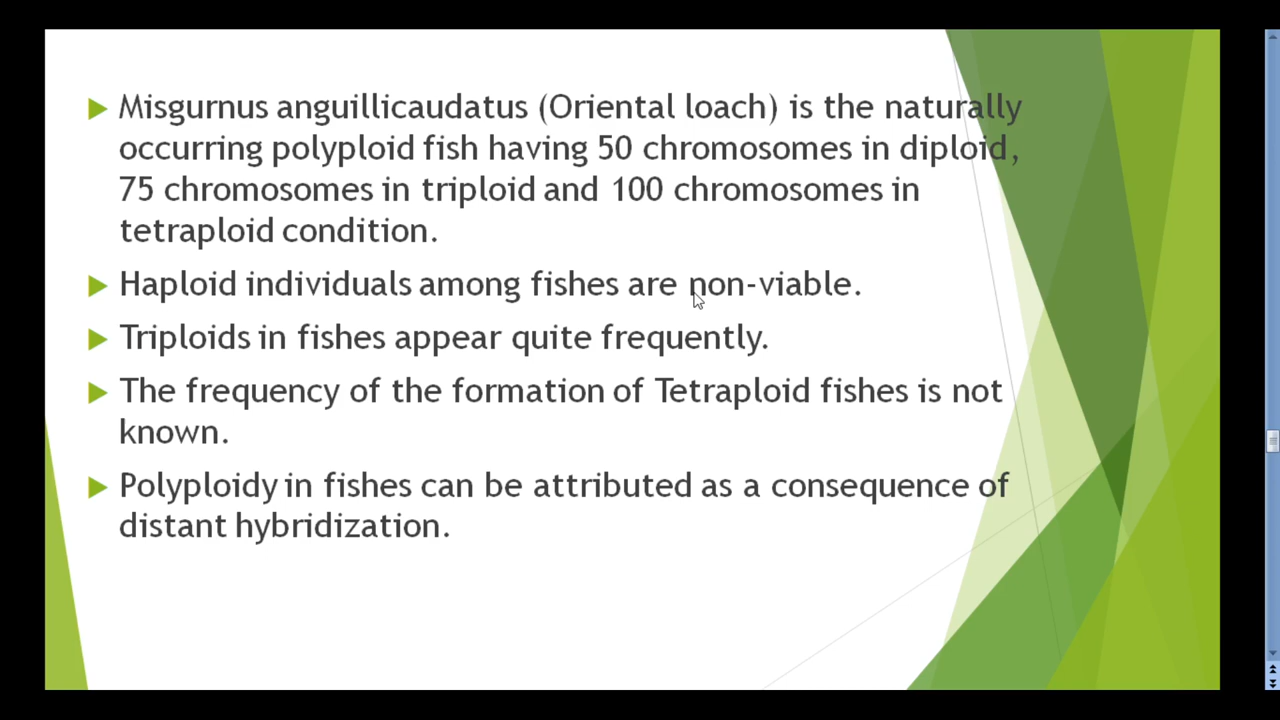 Misgurnus anguillicaudatus (Oriental loach) is the naturally
occurring polyploid fish having 50 chromosomes in diploid,
75 chromosomes in triploid and 100 chromosomes in
tetraploid condition.
Haploid individuals among fishes are non-viable.
Triploids in fishes appear quite frequently.
The frequency of the formation of Tetraploid fishes is not
known.
Polyploidy in fishes can be attributed as a consequence of
distant hybridization.